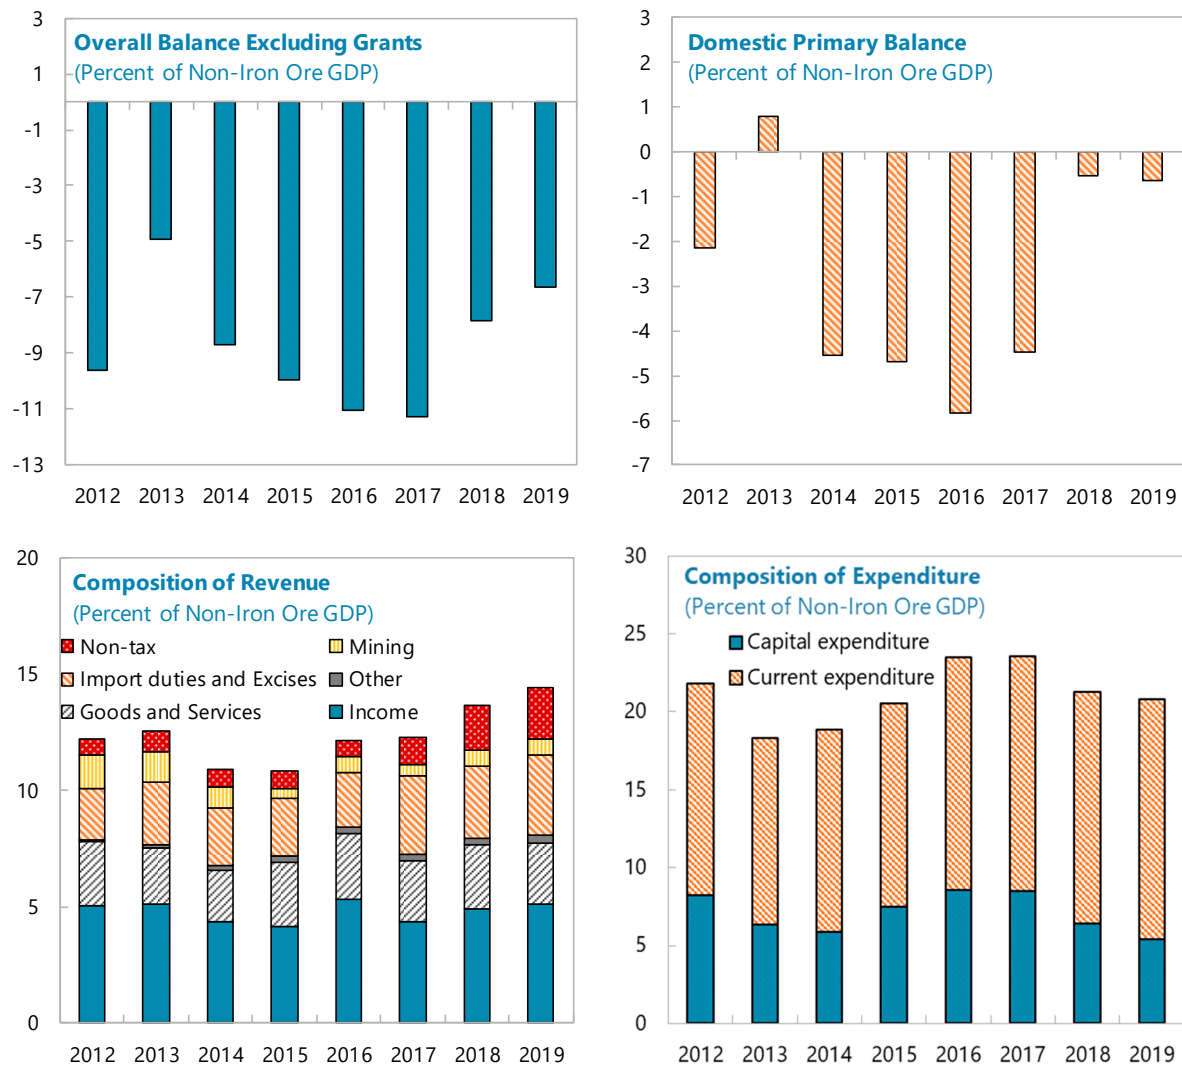 Overall Balance Excluding Grants
(Percent of Non-Iron Ore GDP)
3
1
-1
-3
-5
-7
-9
-11
-13
2012 2013 2014 2015 2016 2017 2018 2019
Domestic Primary Balance
(Percent of Non-Iron Ore GDP)
3
2
1
0
-1
-2
-3
-4
-5
-6
-7
2012 2013 2014 2015 2016 2017 2018 2019
Composition of Revenue
(Percent of Non-Iron Ore GDP)
Non-tax Mining
Import duties and Excises Other
Goods and Services Income
20
15
10
5
0
2012 2013 2014 2015 2016 2017 2018 2019
Composition of Expenditure
(Percent of Non-Iron Ore GDP)
Capital expenditure
Current expenditure
30
25
20
15
10
5
0
2012 2013 2014 2015 2016 2017 2018 2019